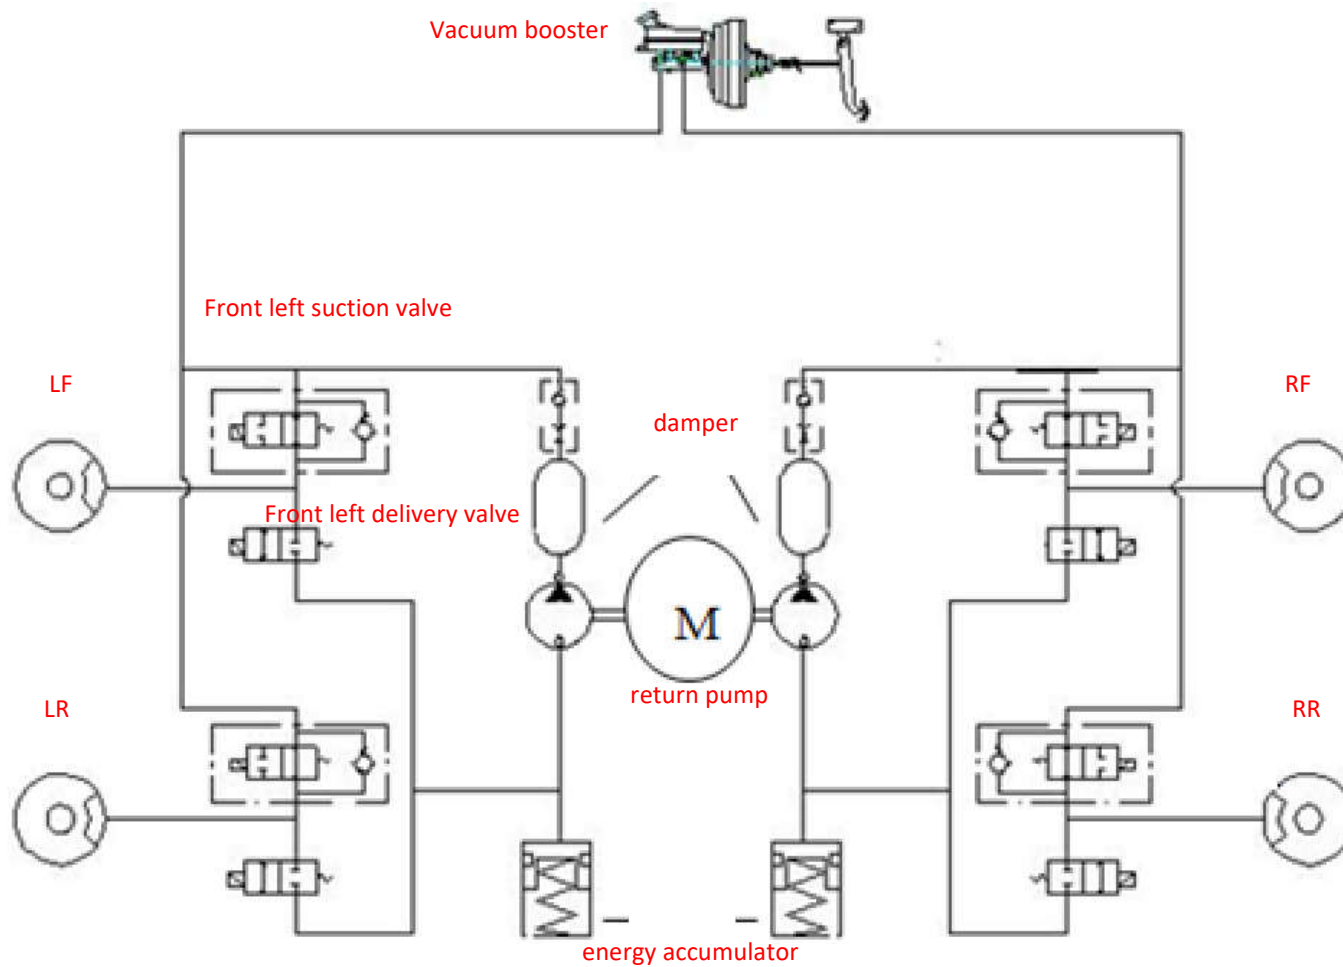 Vacuum booster
Front left suction valve
LF
RF
damper
Front left delivery valve
M
return pump
LR
RR
energy accumulator